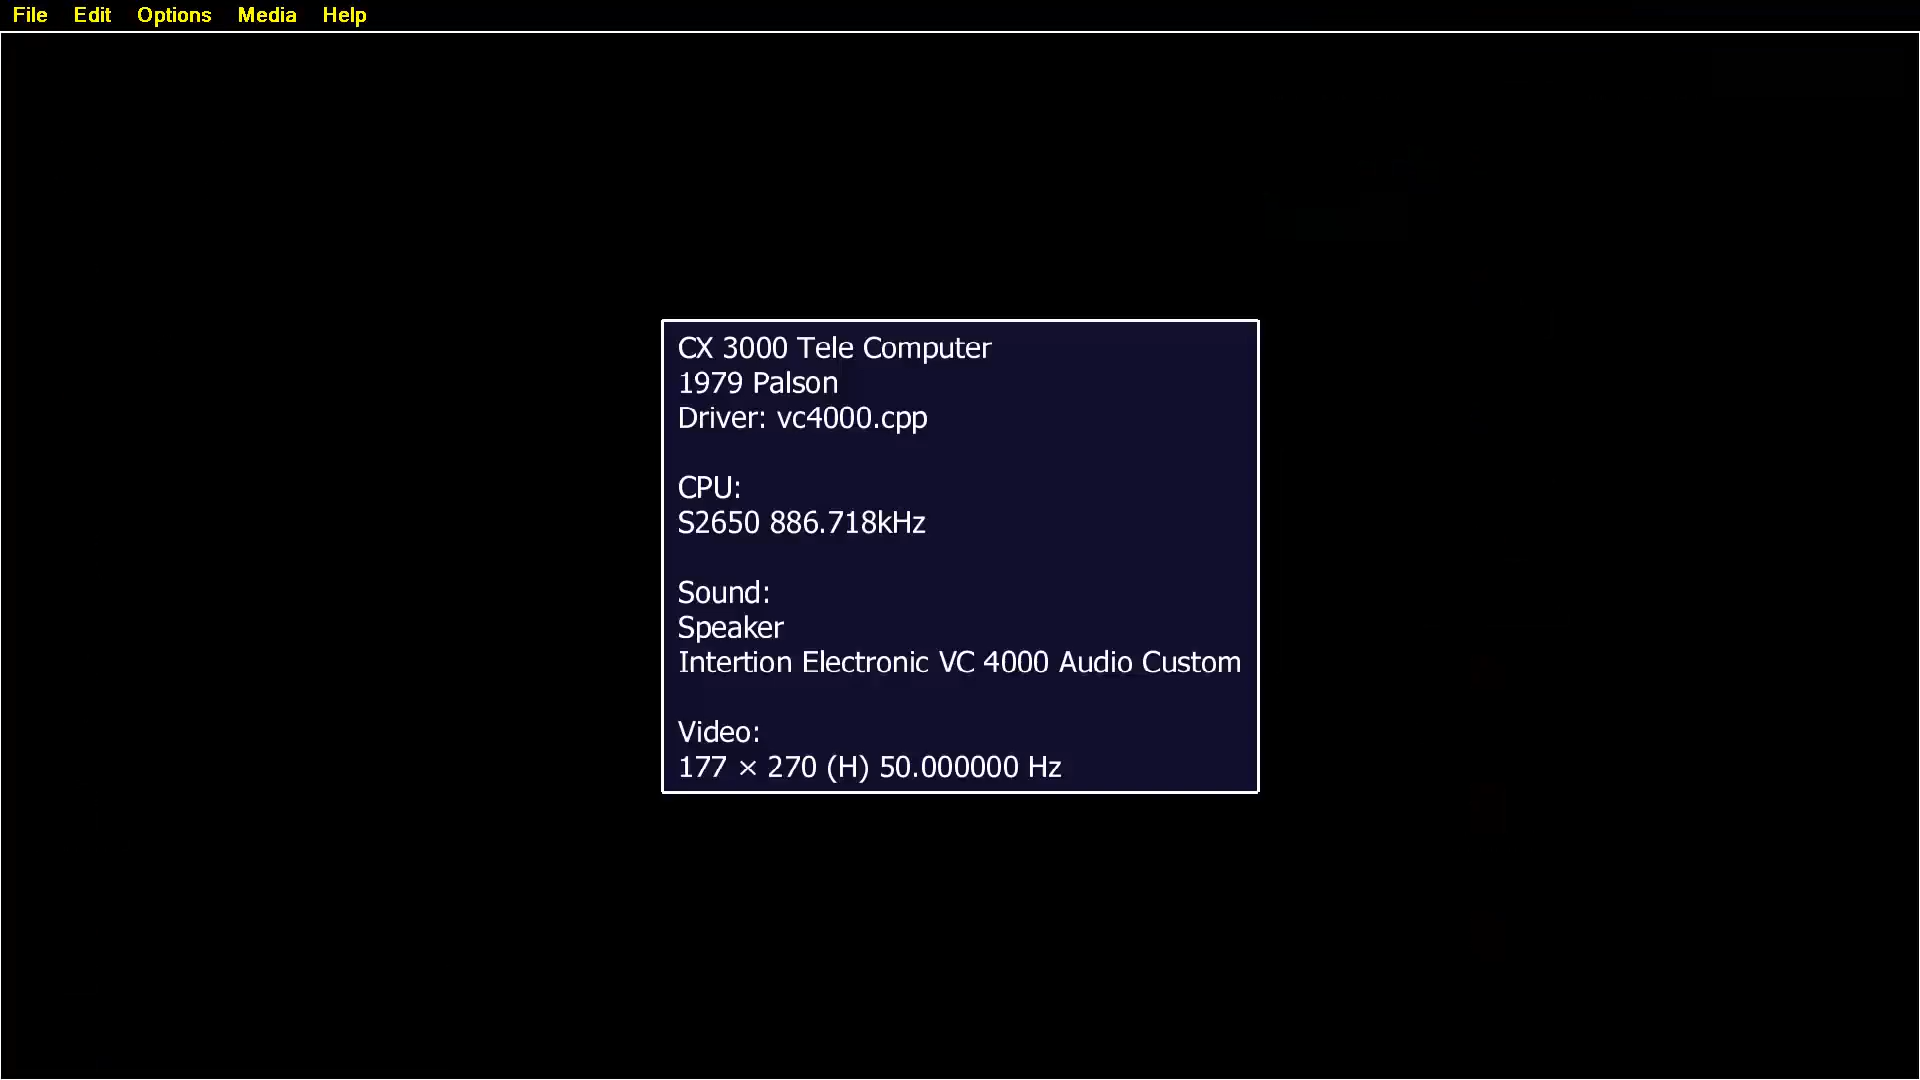 File Edit Options Media Help
CX 3000 Tele Computer
1979 Palson
Driver: vc4000.cpp
CPU:
S2650 886.718kHz
Sound:
Speaker
Intertion Electronic VC 4000 Audio Custom
Video:
177 × 270 (H) 50.000000 Hz